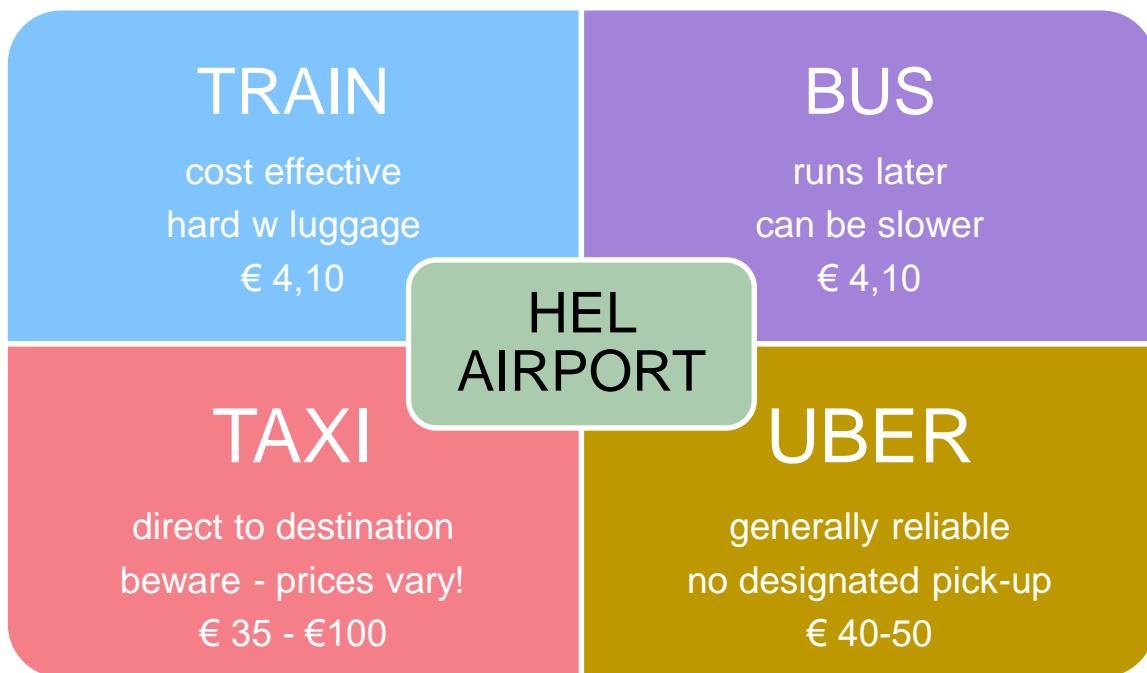 TRAIN
cost effective
hard w luggage
€ 4,10
BUS
runs later
can be slower
€ 4,10
HEL
AIRPORT
TAXI
direct to destination
beware - prices vary!
€ 35 - €100
UBER
generally reliable
no designated pick-up
€ 40-50